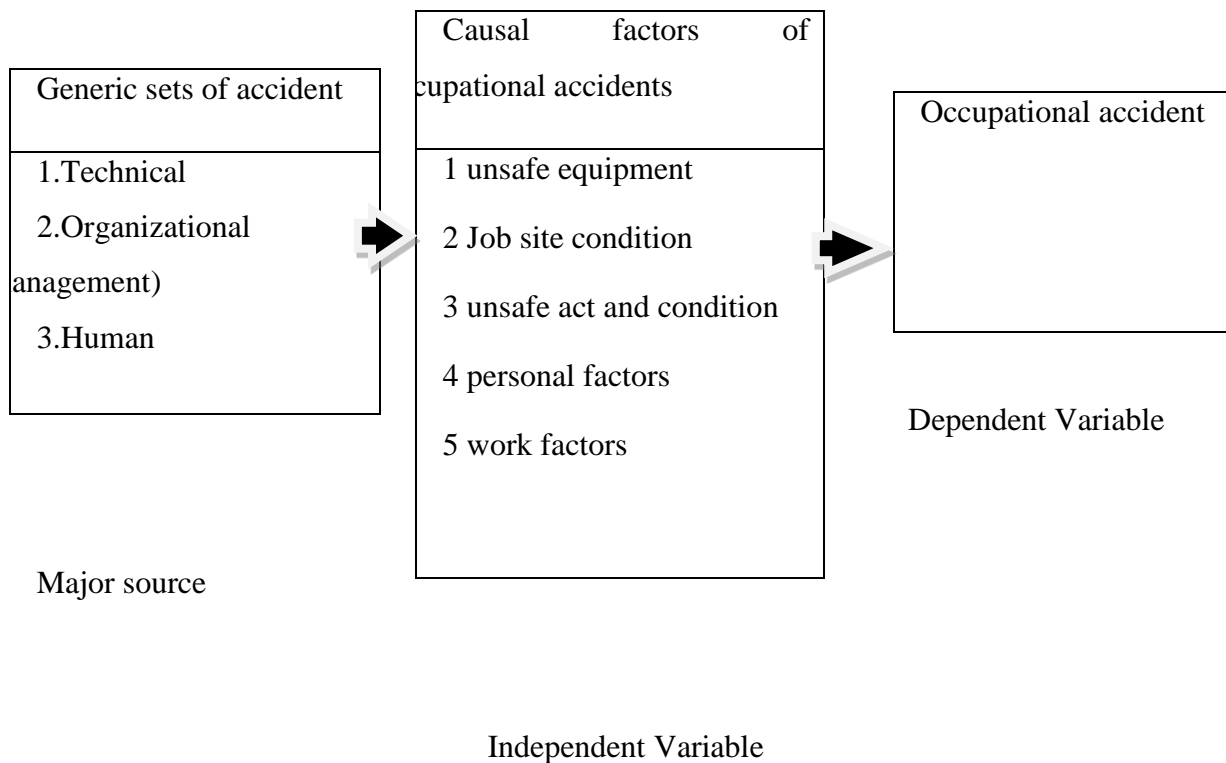 Generic sets of accident
1.Technical
2.Organizational
anagement)
3.Human
Major source
Causal factors of
cupational accidents
1 unsafe equipment
2 Job site condition
3 unsafe act and condition
4 personal factors
5 work factors
Independent Variable
Occupational accident
Dependent Variable